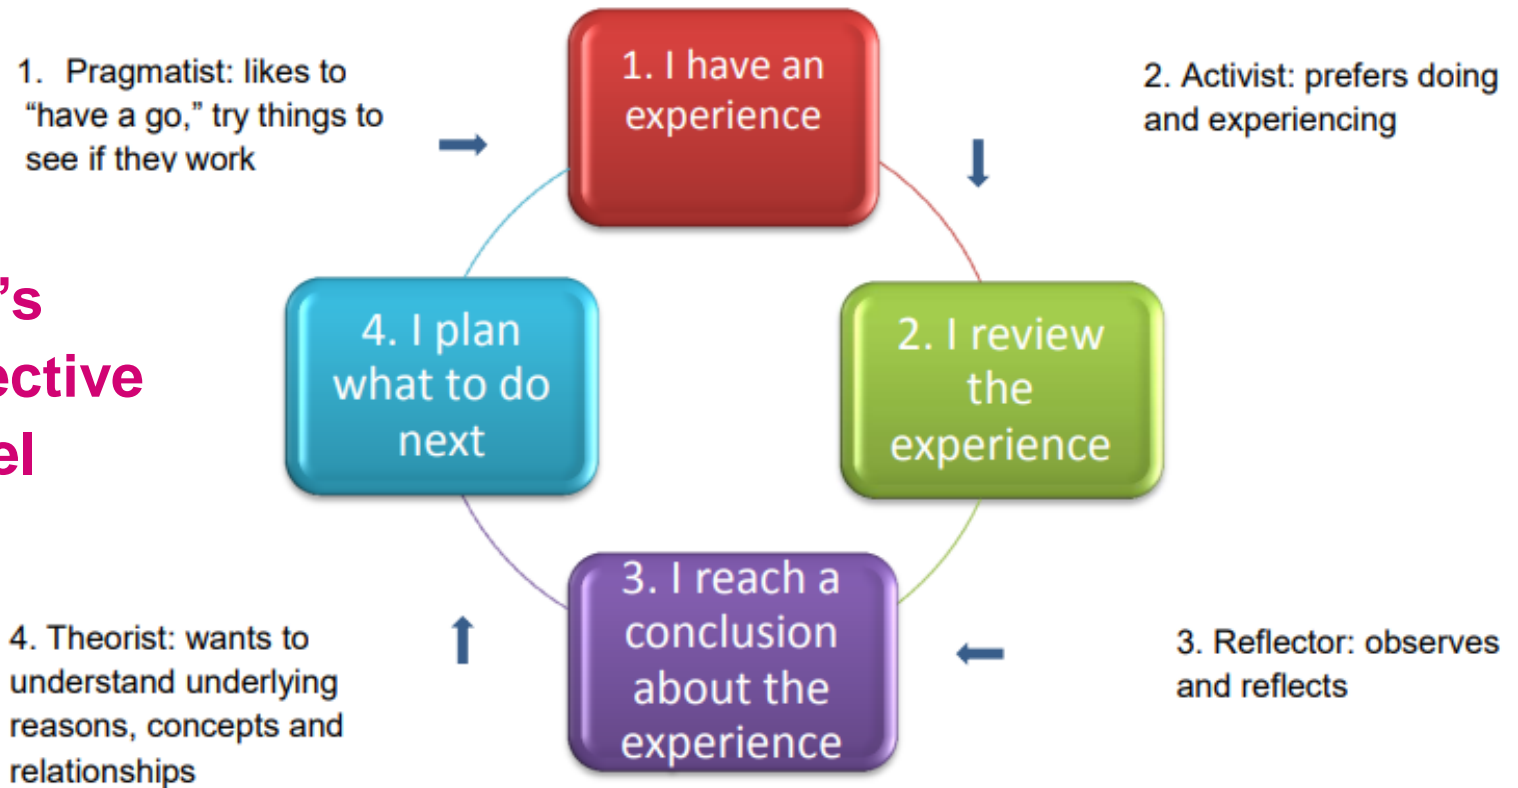 1. Pragmatist: likes to
“have a go,” try things to
see if they work
1. I have an
experience
2. Activist: prefers doing
and experiencing
’s
ective
el
4. I plan
what to do
next
2. I review
the
experience
3. I reach a
conclusion
about the
experience
4. Theorist: wants to
understand underlying
reasons, concepts and
relationships
3. Reflector: observes
and reflects